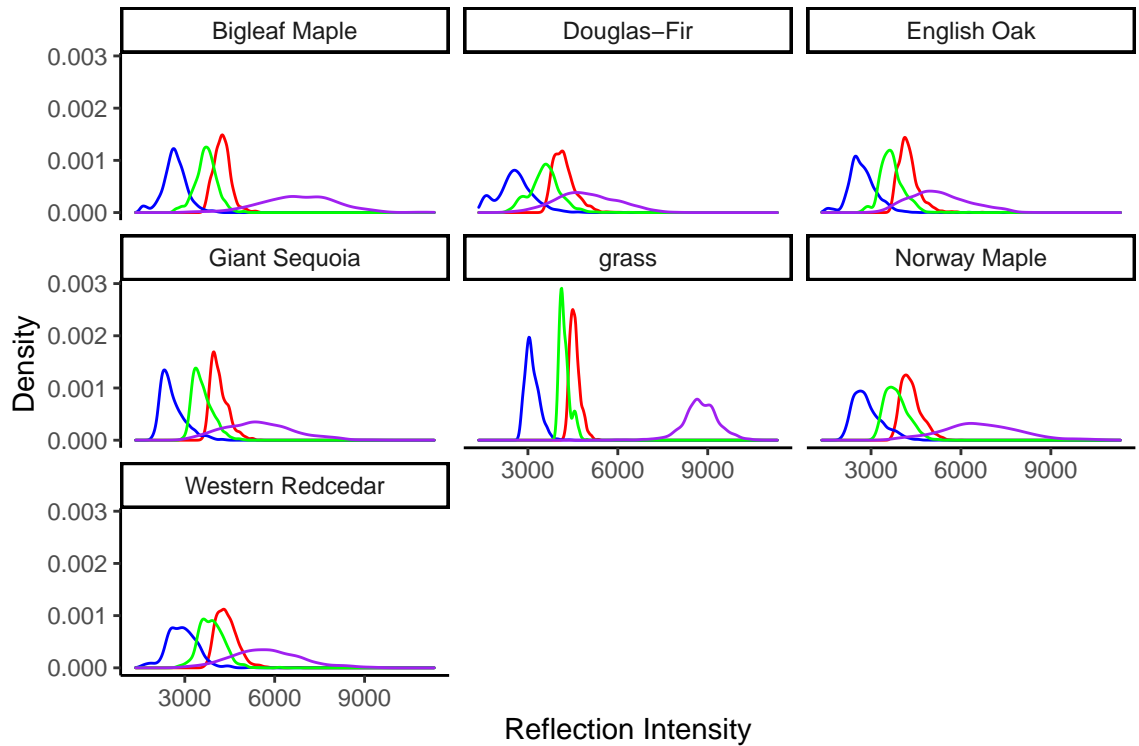 Bigleaf Maple Douglas−Fir English Oak
0.003
0.002
0.001
0.000
Giant Sequoia grass Norway Maple
0.003
0.002
0.001
0.000
3000 6000 9000 3000 6000 9000
Western Redcedar
0.003
0.002
0.001
0.000
3000 6000 9000
Density
Reflection Intensity